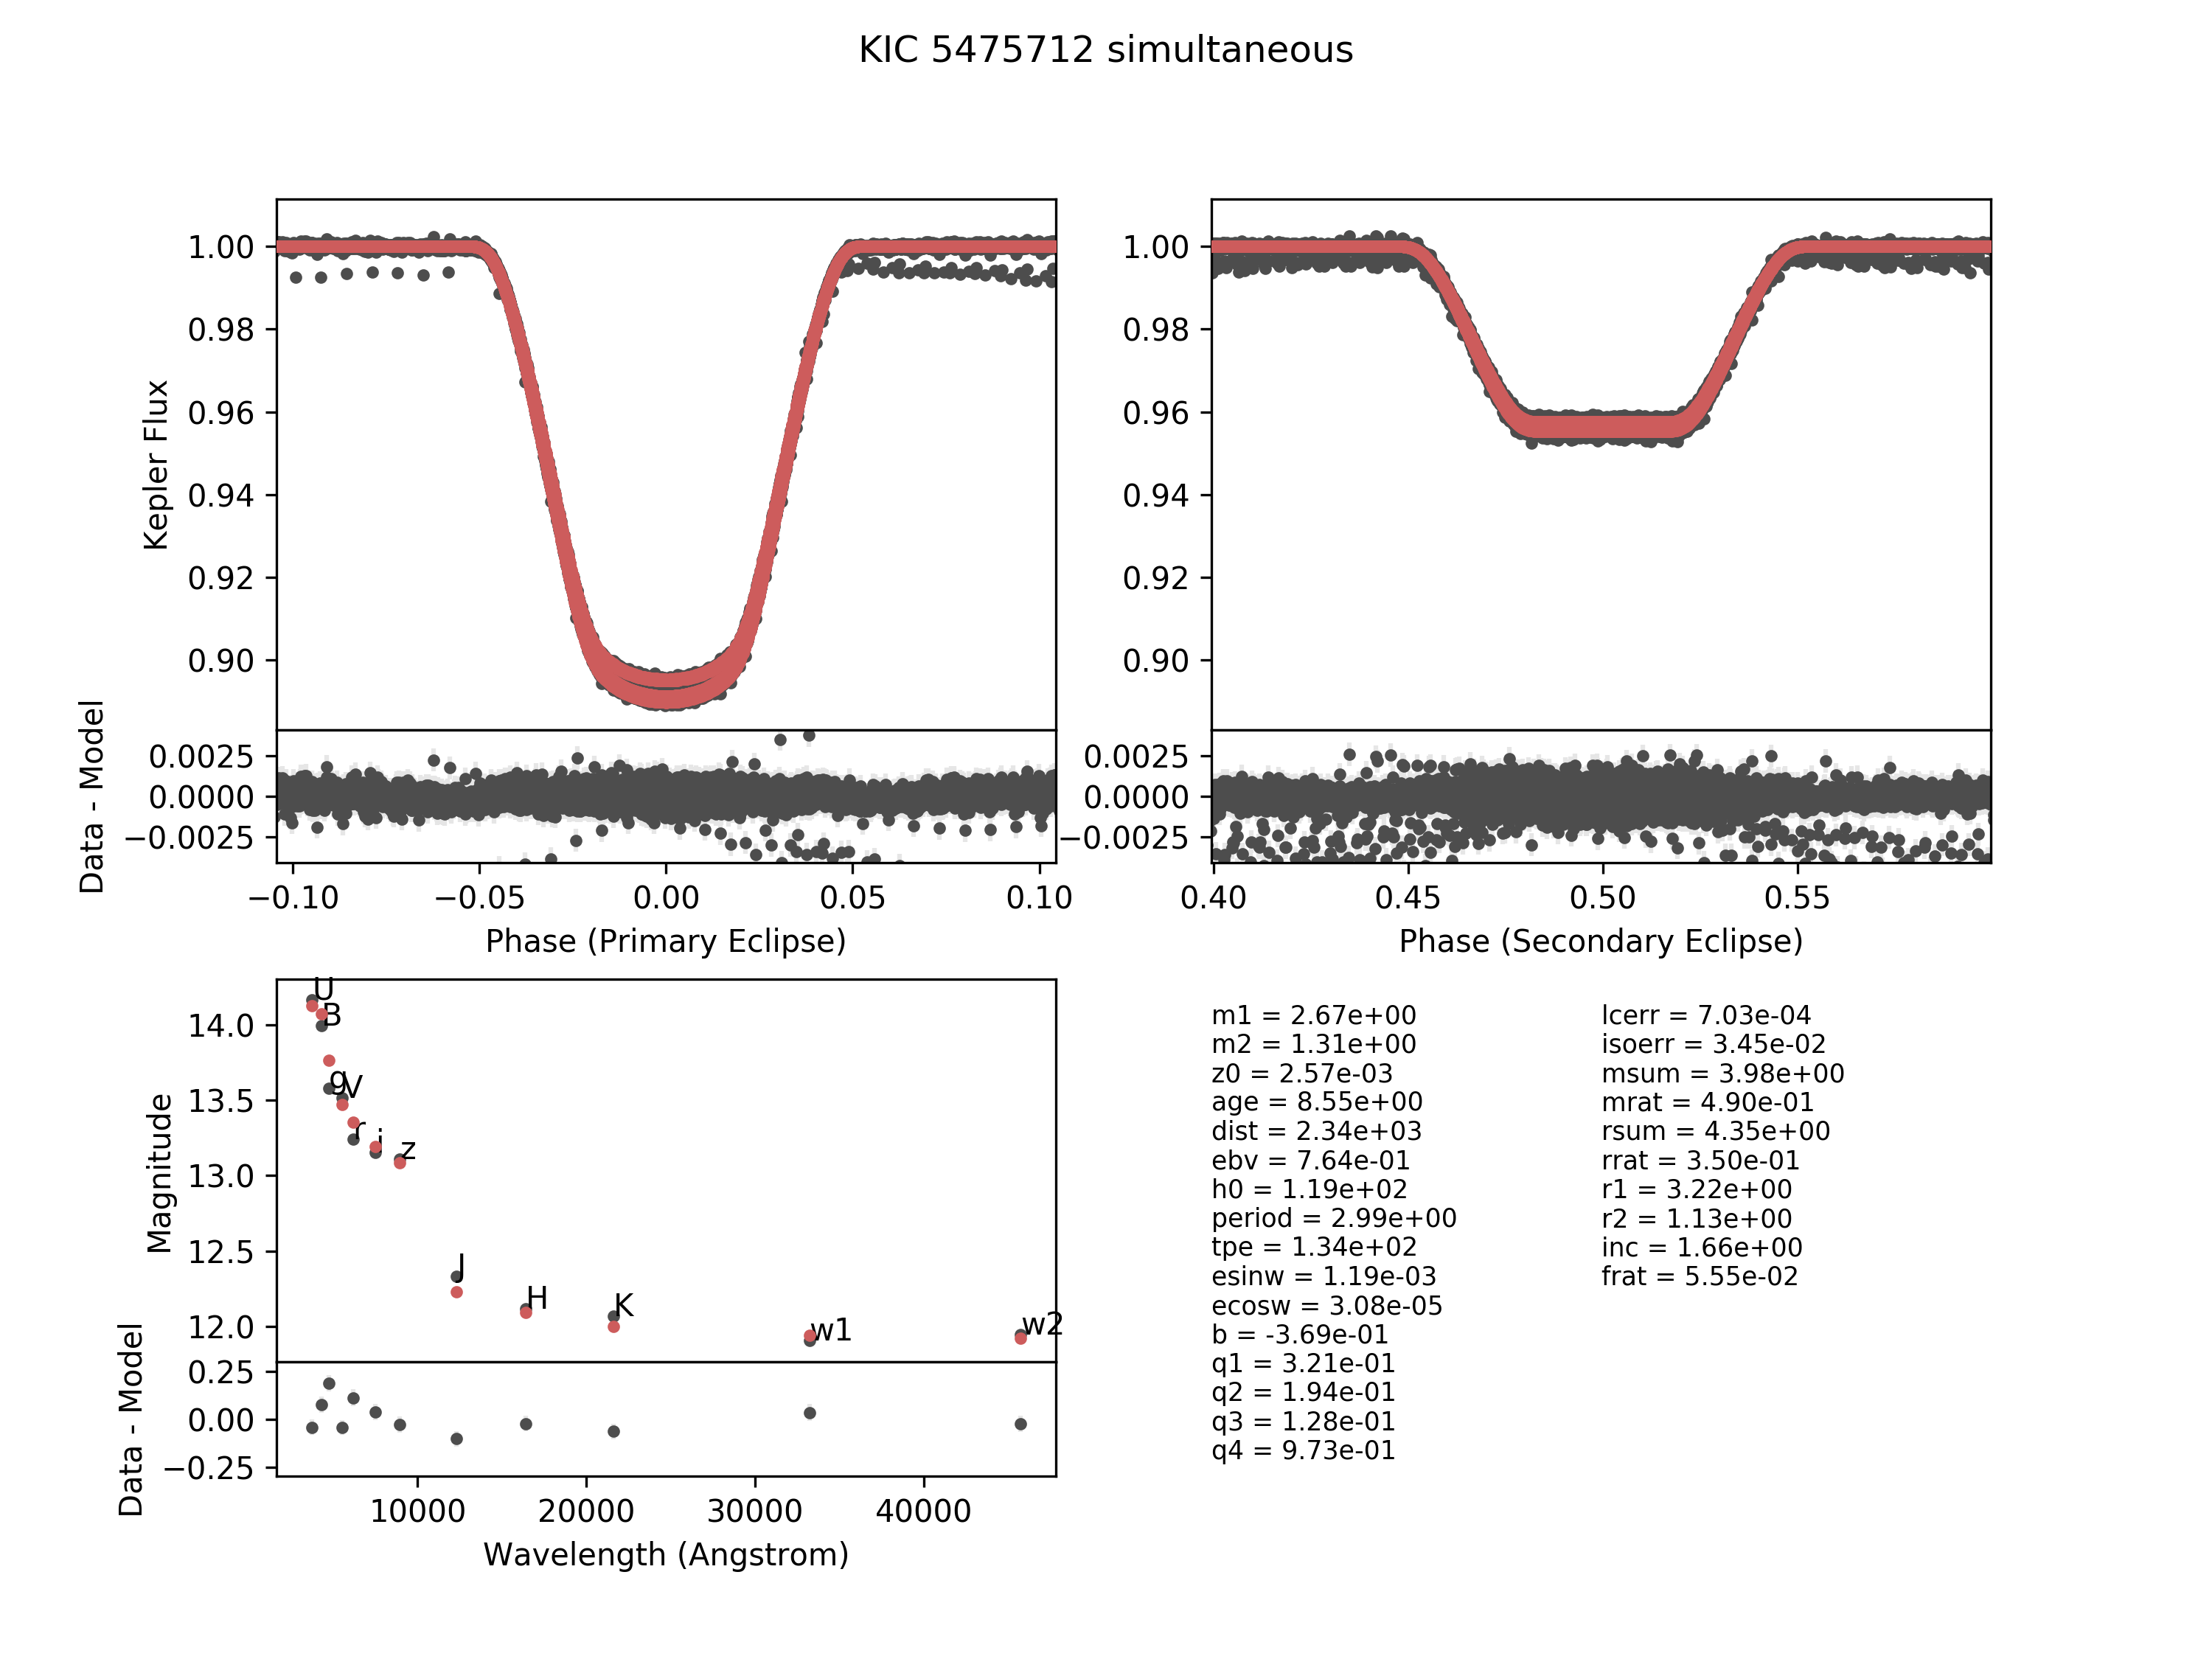 KIC 5475712 simultaneous
1.00
0.98
0.96
0.94
0.92
0.90
Kepler Flux
1.00
0.98
0.96
0.94
0.92
0.90
0.0025
0.0000
−0.0025
Data - Model
0.0025
0.0000
−0.0025
−0.10 −0.05 0.00 0.05 0.10
Phase (Primary Eclipse)
0.40 0.45 0.50 0.55
Phase (Secondary Eclipse)
14.0
13.5
13.0
12.5
12.0
Magnitude
U
B
g
V
r
i
z
J
H
K
w1
w2
0.25
0.00
−0.25
Data - Model
10000 20000 30000 40000
Wavelength (Angstrom)
m1 = 2.67e+00
m2 = 1.31e+00
z0 = 2.57e-03
age = 8.55e+00
dist = 2.34e+03
ebv = 7.64e-01
h0 = 1.19e+02
period = 2.99e+00
tpe = 1.34e+02
esinw = 1.19e-03
ecosw = 3.08e-05
b = -3.69e-01
q1 = 3.21e-01
q2 = 1.94e-01
q3 = 1.28e-01
q4 = 9.73e-01
lcerr = 7.03e-04
isoerr = 3.45e-02
msum = 3.98e+00
mrat = 4.90e-01
rsum = 4.35e+00
rrat = 3.50e-01
r1 = 3.22e+00
r2 = 1.13e+00
inc = 1.66e+00
frat = 5.55e-02